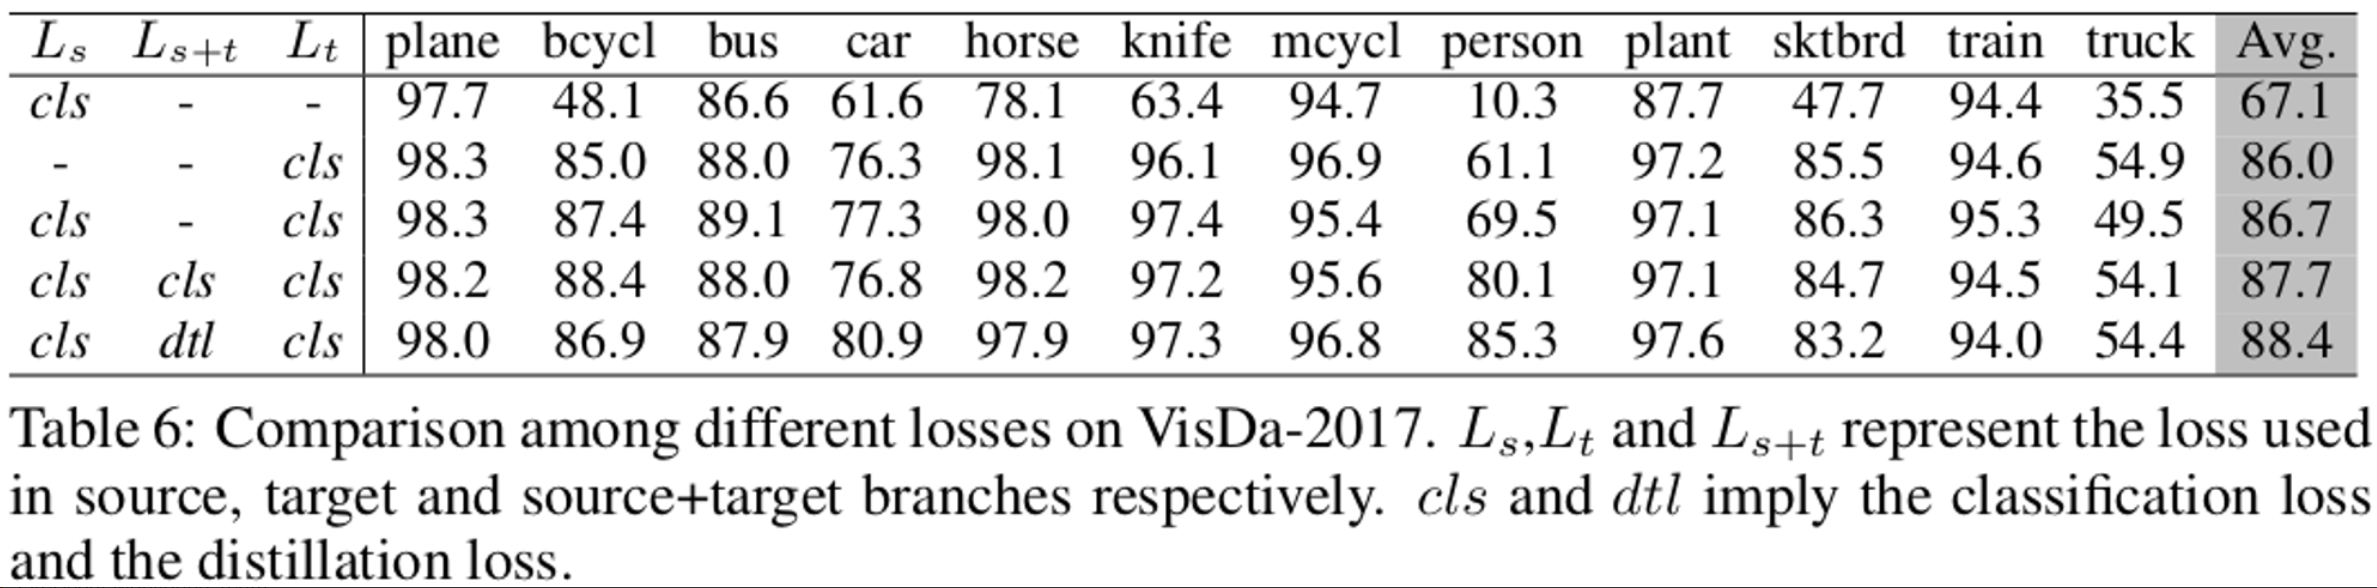 Lₛ Lₛ₊ₜ Lₜ plane bcycl bus car horse knife mcycl person plant sktbrd train truck Avg.
cls - - 97.7 48.1 86.6 61.6 78.1 63.4 94.7 10.3 87.7 47.7 94.4 35.5 67.1
- - cls 98.3 85.0 88.0 76.3 98.1 96.1 96.9 61.1 97.2 85.5 94.6 54.9 86.0
cls - cls 98.3 87.4 89.1 77.3 98.0 97.4 95.4 69.5 97.1 86.3 95.3 49.5 86.7
cls cls cls 98.2 88.4 88.0 76.8 98.2 97.2 95.6 80.1 97.1 84.7 94.5 54.1 87.7
cls dtl cls 98.0 86.9 87.9 80.9 97.9 97.3 96.8 85.3 97.6 83.2 94.0 54.4 88.4
Table 6: Comparison among different losses on VisDa-2017. Lₛ,Lₜ and Lₛ₊ₜ represent the loss used
in source, target and source+target branches respectively. cls and dtl imply the classification loss
and the distillation loss.